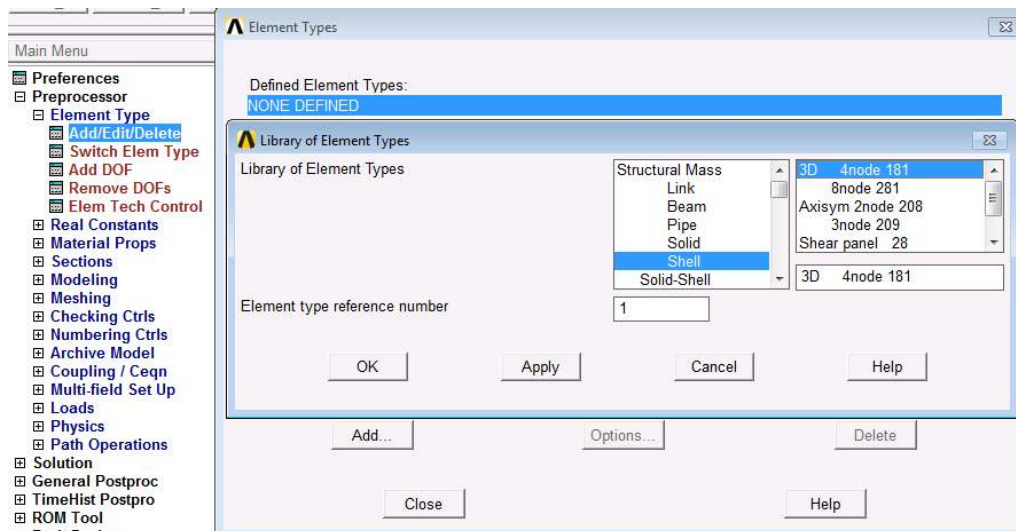 Main Menu
Preferences
Preprocessor
Element Type
Add/Edit/Delete
Switch Elem Type
Add DOF
Remove DOFs
Elem Tech Control
Real Constants
Material Props
Sections
Modeling
Meshing
Checking Ctrls
Numbering Ctrls
Archive Model
Coupling / Ceqn
Multi-field Set Up
Loads
Physics
Path Operations
Solution
General Postproc
TimeHist Postpro
ROM Tool
Element Types
Defined Element Types:
NONE DEFINED
Library of Element Types
Library of Element Types
Structural Mass
Link
Beam
Pipe
Solid
Shell
Solid-Shell
3D 4node 181
8node 281
Axisym 2node 208
3node 209
Shear panel 28
3D 4node 181
Element type reference number
1
OK Apply Cancel Help
Add... Options... Delete
Close Help